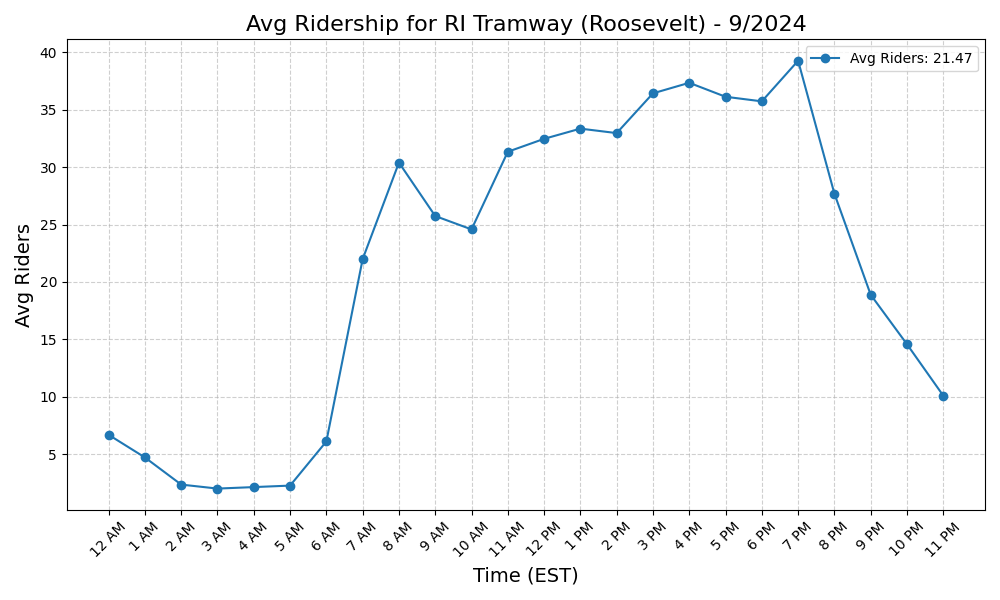 Avg Ridership for RI Tramway (Roosevelt) - 9/2024
Avg Riders: 21.47
Avg Riders
40
35
30
25
20
15
10
5
12 AM
1 AM
2 AM
3 AM
4 AM
5 AM
6 AM
7 AM
8 AM
9 AM
10 AM
11 AM
12 PM
1 PM
2 PM
3 PM
4 PM
5 PM
6 PM
7 PM
8 PM
9 PM
10 PM
11 PM
Time (EST)